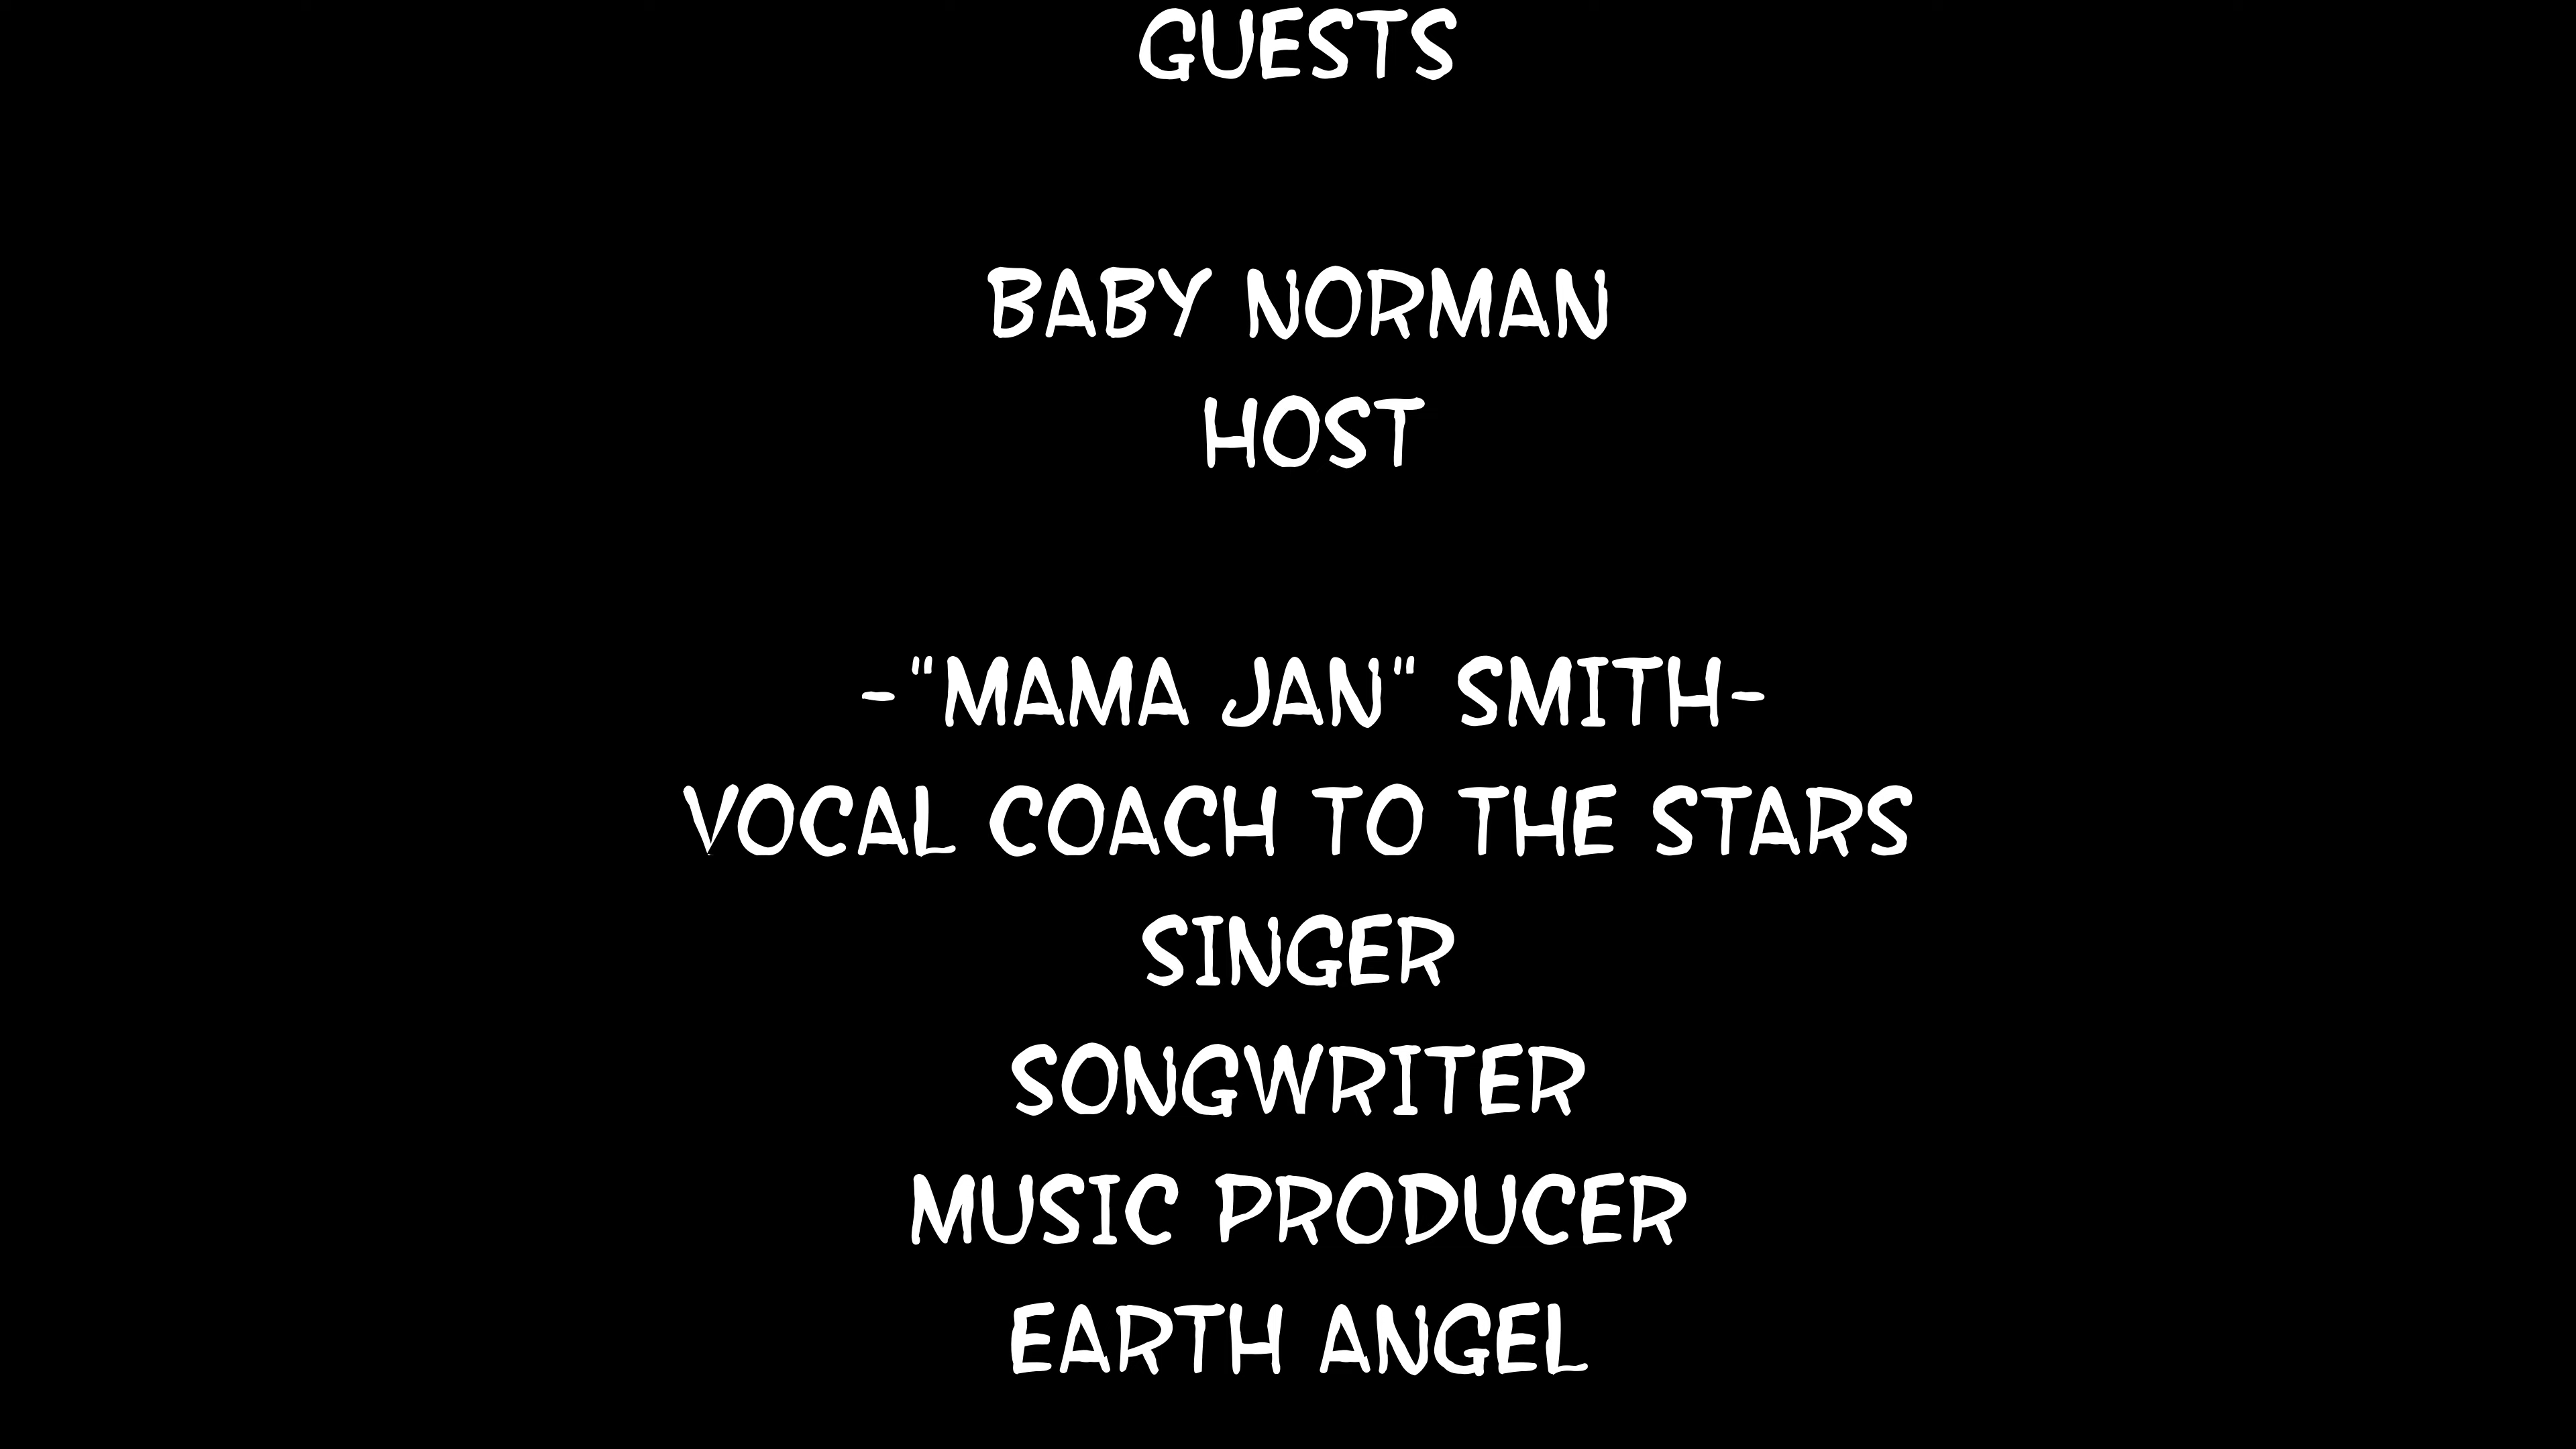 GUESTS
BABY NORMAN
HOST
-"MAMA JAN" SMITH-
VOCAL COACH TO THE STARS
SINGER
SONGWRITER
MUSIC PRODUCER
EARTH ANGEL